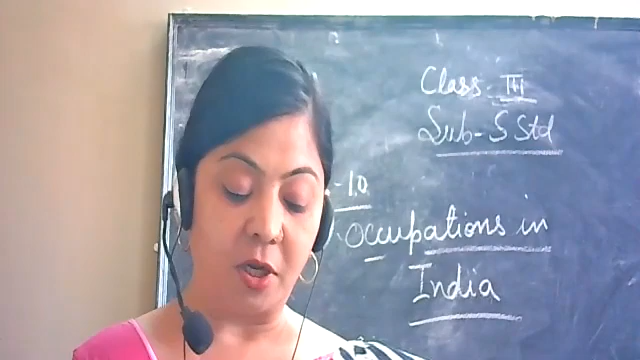 Class - III
Sub - S Std
- 10
Occupations in
India